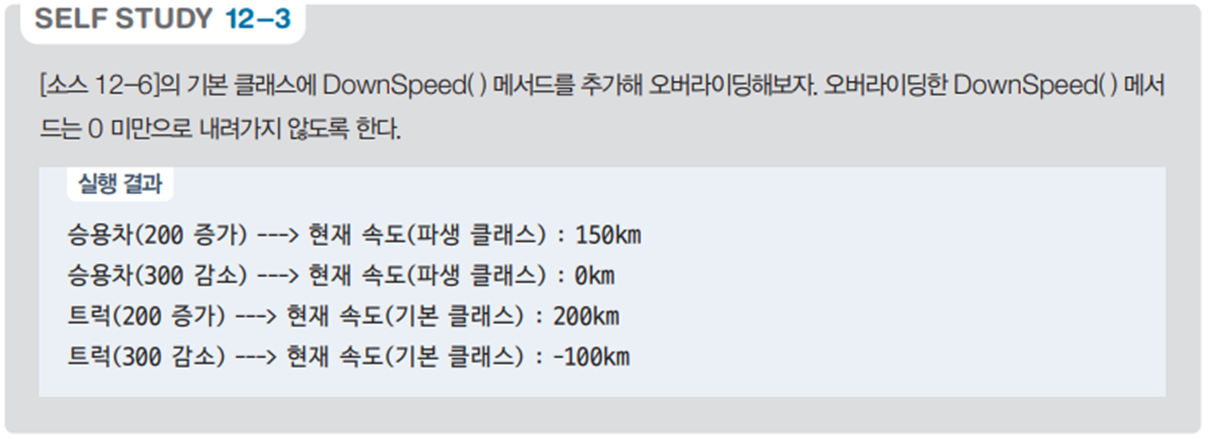 SELF STUDY 12-3
[소스 12-6]의 기본 클래스에 DownSpeed( ) 메서드를 추가해 오버라이딩해보자. 오버라이딩한 DownSpeed( ) 메서
드는 0 미만으로 내려가지 않도록 한다.
실행 결과
승용차(200 증가) ---> 현재 속도(파생 클래스) : 150km
승용차(300 감소) ---> 현재 속도(파생 클래스) : 0km
트럭(200 증가) ---> 현재 속도(기본 클래스) : 200km
트럭(300 감소) ---> 현재 속도(기본 클래스) : -100km